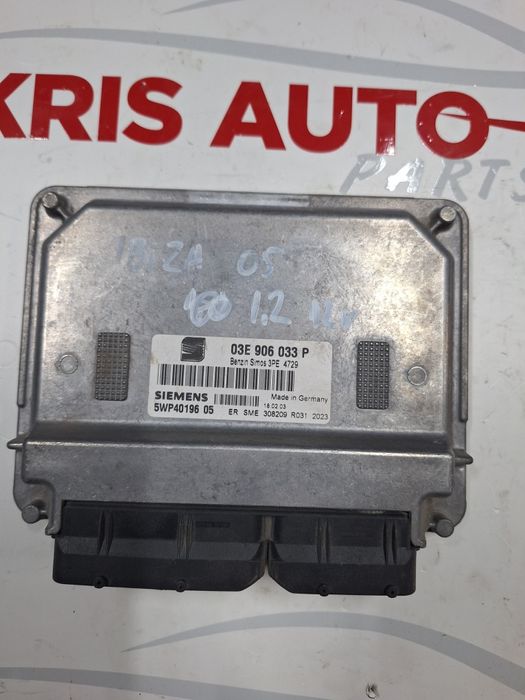 KRIS AUTO
PARTS
IBIZA 05
1,2 12v
03E 906 033 P
Benzin Simos 3PE 4729
SIEMENS
Made in Germany
5WP40196 05
18.02.03
ER SME 308209 R031 2023